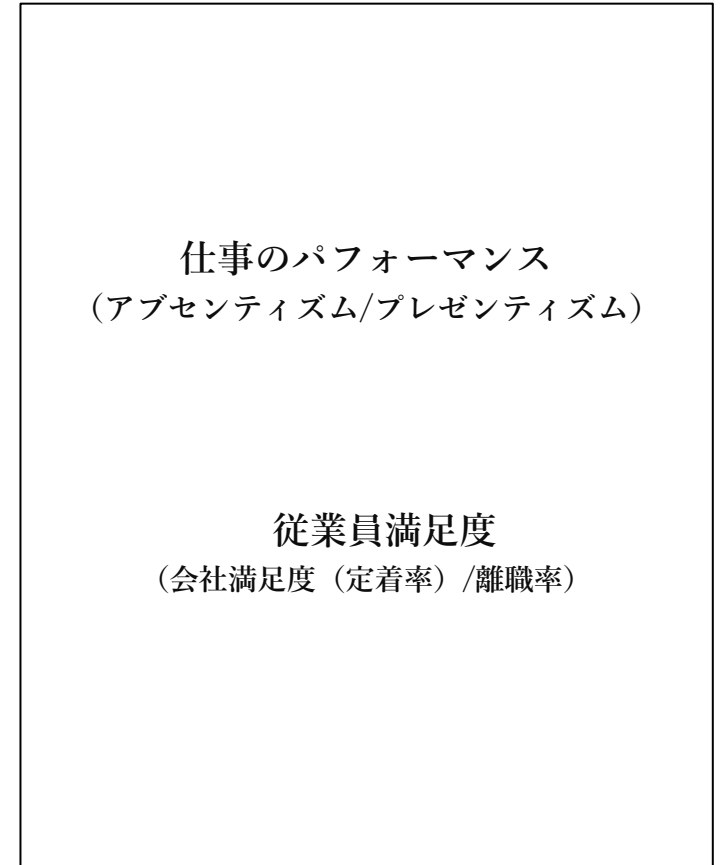 仕事のパフォーマンス
（アブセンティズム/プレゼンティズム）
従業員満足度
（会社満足度（定着率）/離職率）